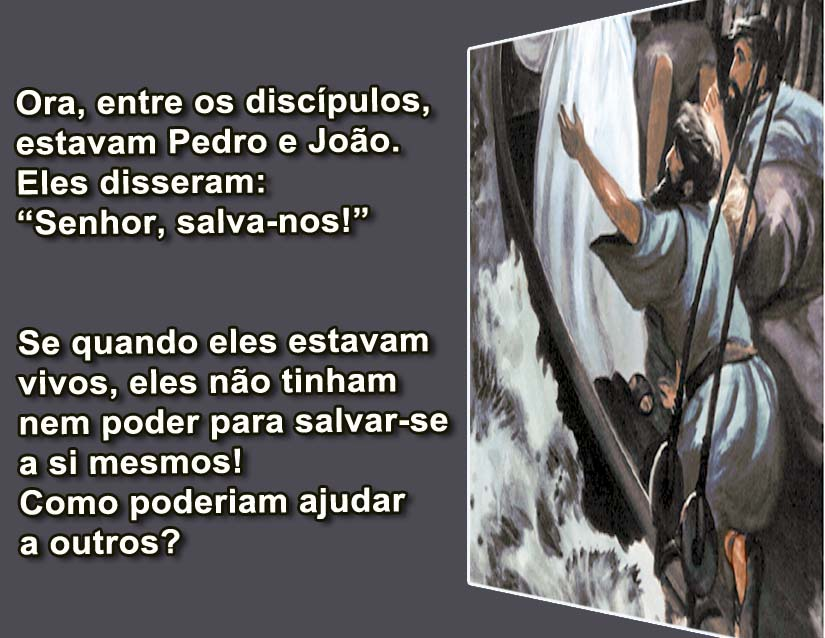 Ora, entre os discípulos,
estavam Pedro e João.
Eles disseram:
“Senhor, salva-nos!”
Se quando eles estavam
vivos, eles não tinham
nem poder para salvar-se
a si mesmos!
Como poderiam ajudar
a outros?